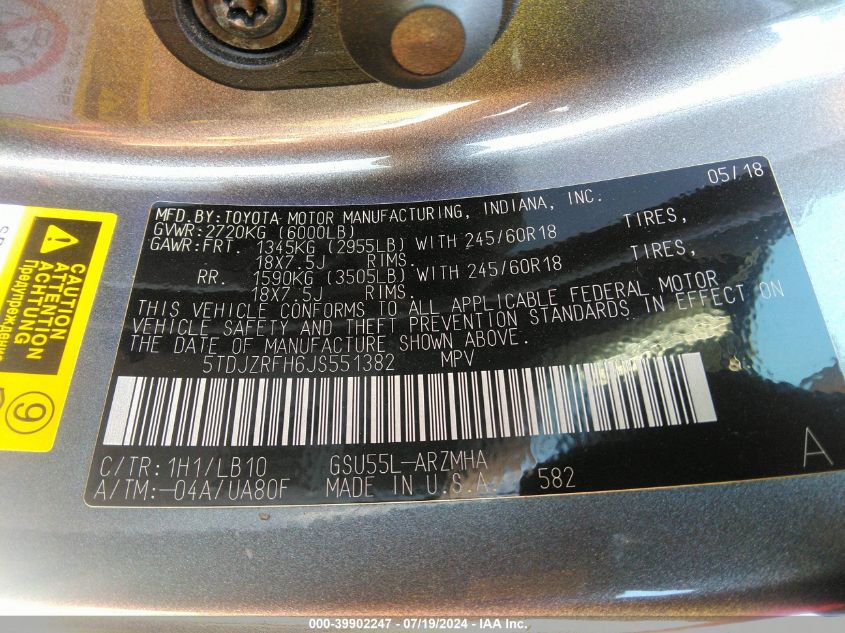 05/18
MFD.BY:TOYOTA MOTOR MANUFACTURING, INDIANA, INC.
GVWR:2720KG (6000LB)
GAWR:FRT. 1345KG (2955LB) WITH 245/60R18 TIRES,
18X7.5J RIMS.
RR. 1590KG (3505LB) WITH 245/60R18 TIRES,
18X7.5J RIMS.
THIS VEHICLE CONFORMS TO ALL APPLICABLE FEDERAL MOTOR
VEHICLE SAFETY AND THEFT PREVENTION STANDARDS IN EFFECT ON
THE DATE OF MANUFACTURE SHOWN ABOVE.
5TDJZRFH6JS551382 MPV
C/TR:1H1/LB10 GSU55L-ARZMHA
A/TM:-04A/UA80F MADE IN U.S.A. 582
A
CAUTION
ATTENTION
ACHTUNG
Предупреждение
9
000-39902247 - 07/19/2024 - IAA Inc.